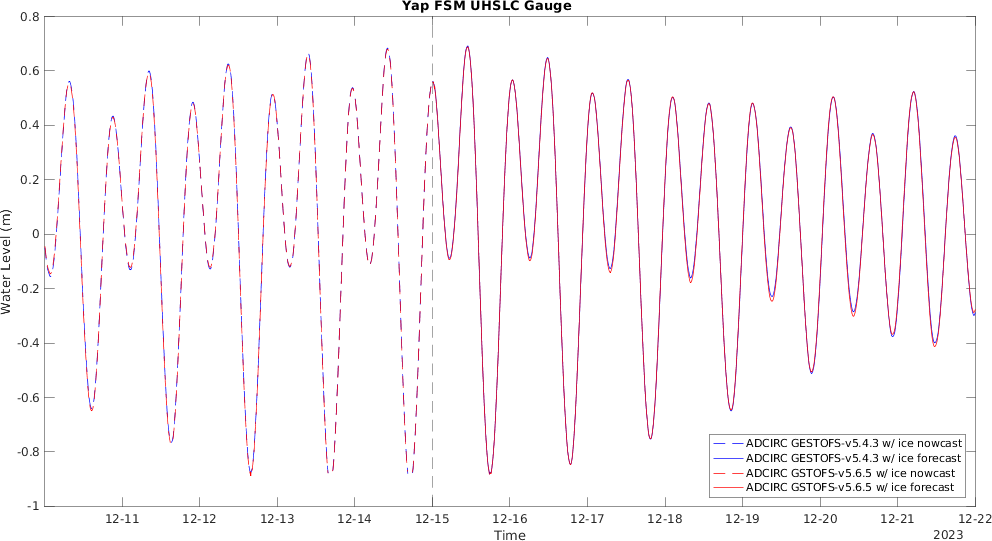 Yap FSM UHSLC Gauge
0.8
0.6
0.4
0.2
0
-0.2
-0.4
-0.6
-0.8
-1
Water Level (m)
ADCIRC GESTOFS-v5.4.3 w/ ice nowcast
ADCIRC GESTOFS-v5.4.3 w/ ice forecast
ADCIRC GSTOFS-v5.6.5 w/ ice nowcast
ADCIRC GSTOFS-v5.6.5 w/ ice forecast
12-11 12-12 12-13 12-14 12-15 12-16 12-17 12-18 12-19 12-20 12-21 12-22
Time
2023